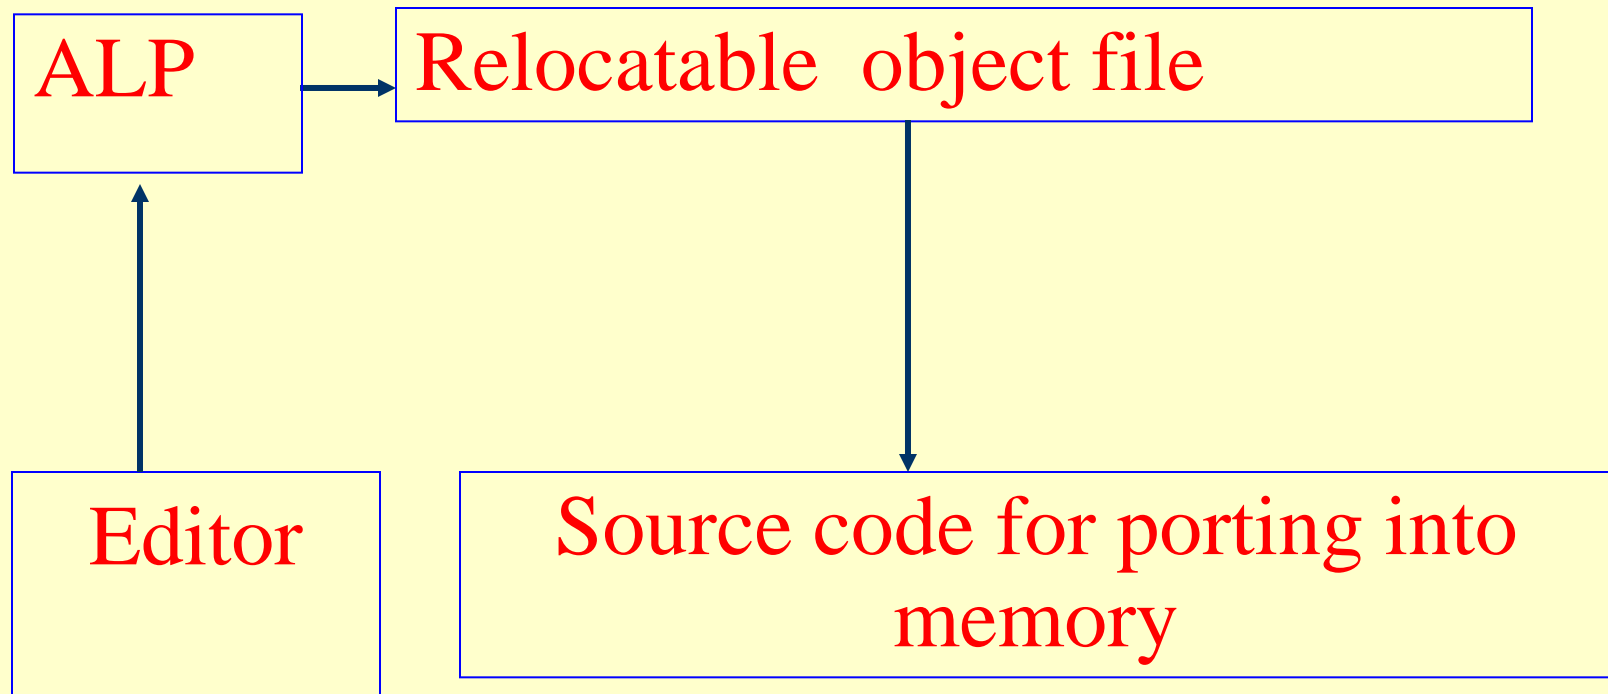 ALP
Relocatable object file
Editor
Source code for porting into
memory